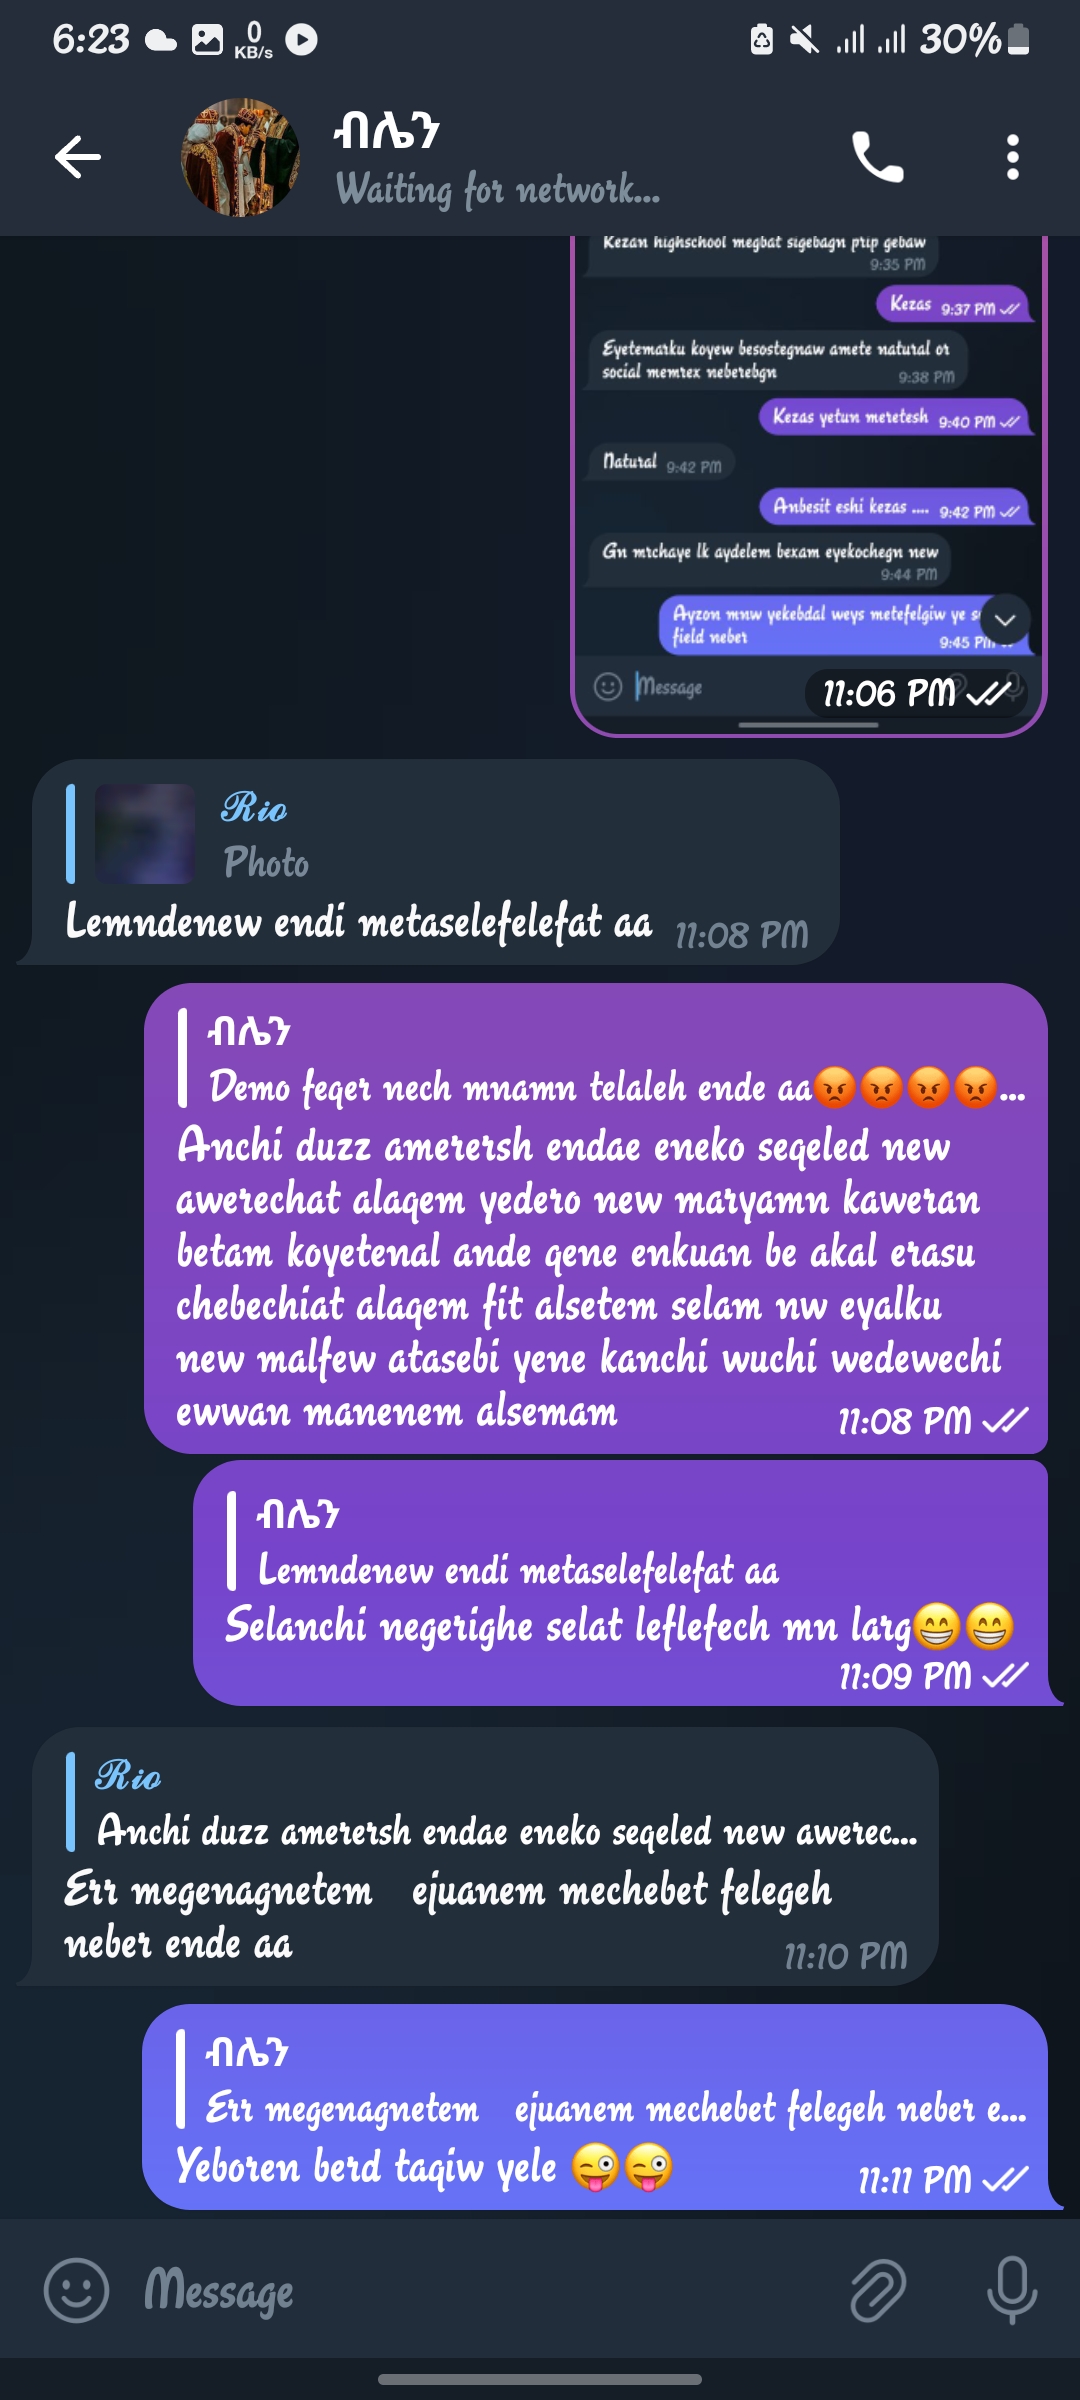 6:23
0
KB/s
30%
ብሌን
Waiting for network...
Kezan highschool megbat sigebagn ptip gebaw
9:35 PM
Kezas 9:37 PM
Eyetemarku koyew besostegnaw amete natural or
social memrex neberebgn 9:38 PM
Kezas yetun meretesh 9:40 PM
Natural 9:42 PM
Anbesit eshi kezas .... 9:42 PM
Gn mrchaye lk aydelem bexam eyekochegn new
9:44 PM
Ayzon mnw yekebdal weys metefelgiw ye
field neber 9:45 PM
Message 11:06 PM
Rio
Photo
Lemndenew endi metaselefelefat aa 11:08 PM
ብሌን
Demo feqer nech mnamn telaleh ende aa😡😡😡😡...
Anchi duzz amerersh endae eneko seqeled new
awerechat alaqem yedero new maryamn kaweran
betam koyetenal ande qene enkuan be akal erasu
chebechiat alaqem fit alsetem selam nw eyalku
new malfew atasebi yene kanchi wuchi wedewechi
ewwan manenem alsemam 11:08 PM
ብሌን
Lemndenew endi metaselefelefat aa
Selanchi negerighe selat leflefech mn larg😁😁
11:09 PM
Rio
Anchi duzz amerersh endae eneko seqeled new awerec...
Err megenagnetem ejuanem mechebet felegeh
neber ende aa 11:10 PM
ብሌን
Err megenagnetem ejuanem mechebet felegeh neber e...
Yeboren berd taqiw yele 😜😜 11:11 PM
Message